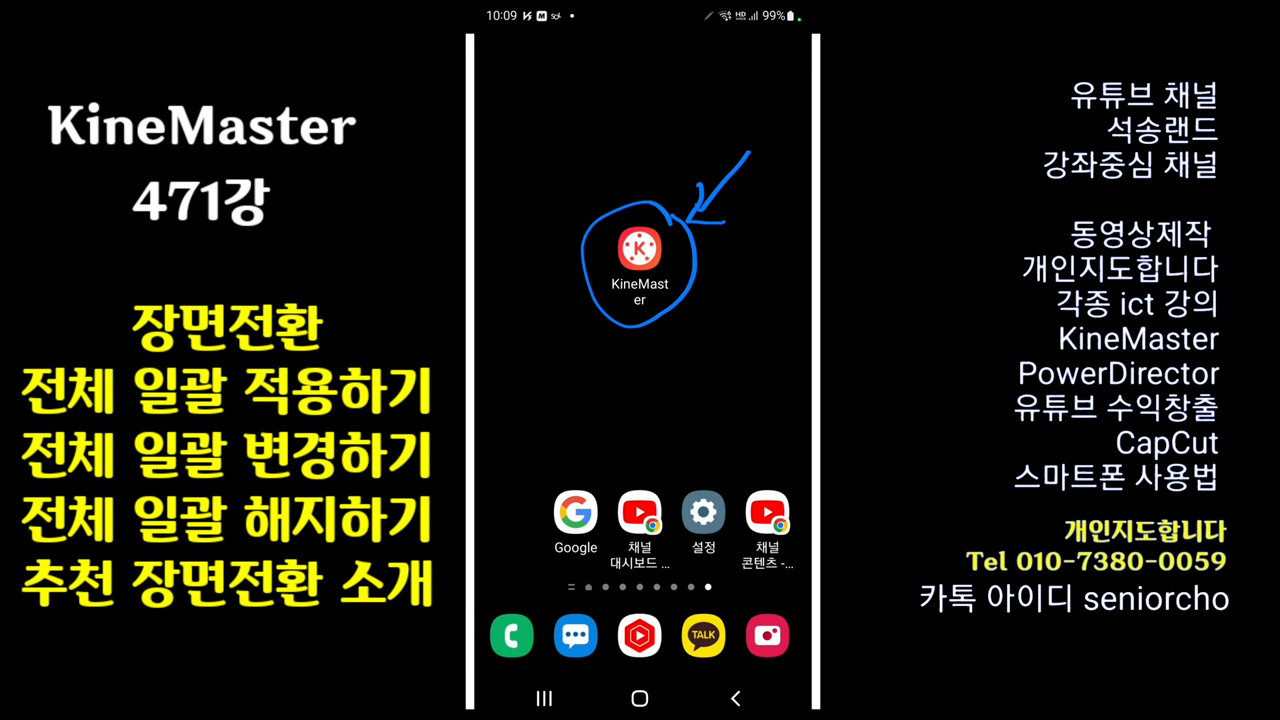 KineMaster
471강
장면전환
전체 일괄 적용하기
전체 일괄 변경하기
전체 일괄 해지하기
추천 장면전환 소개
10:09
HD
99%
K
KineMast
er
Google
채널
대시보드 ...
설정
채널
콘텐츠 -...
TALK
유튜브 채널
석송랜드
강좌중심 채널
동영상제작
개인지도합니다
각종 ict 강의
KineMaster
PowerDirector
유튜브 수익창출
CapCut
스마트폰 사용법
개인지도합니다
Tel 010-7380-0059
카톡 아이디 seniorcho